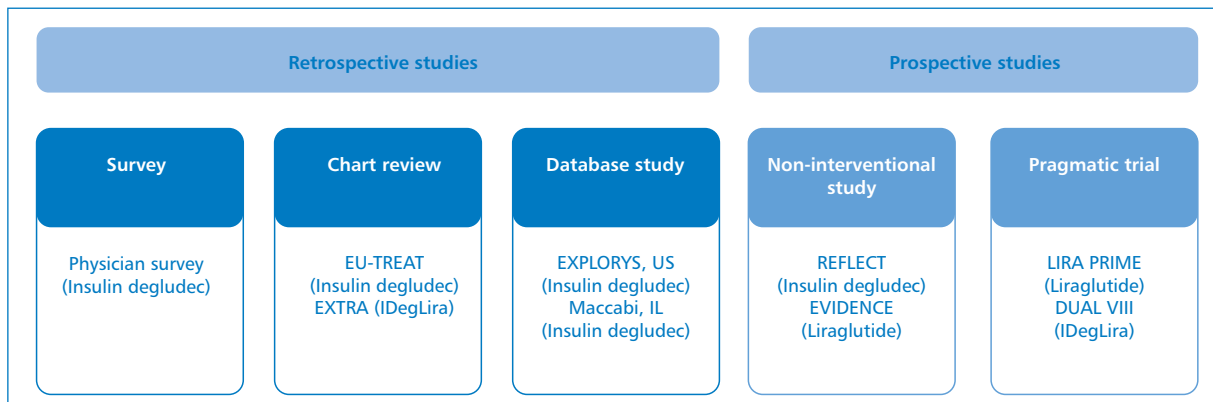 Retrospective studies
Prospective studies
Survey
Chart review
Database study
Non-interventional
study
Pragmatic trial
Physician survey
(Insulin degludec)
EU-TREAT
(Insulin degludec)
EXTRA (IDegLira)
EXPLORYS, US
(Insulin degludec)
Maccabi, IL
(Insulin degludec)
REFLECT
(Insulin degludec)
EVIDENCE
(Liraglutide)
LIRA PRIME
(Liraglutide)
DUAL VIII
(IDegLira)